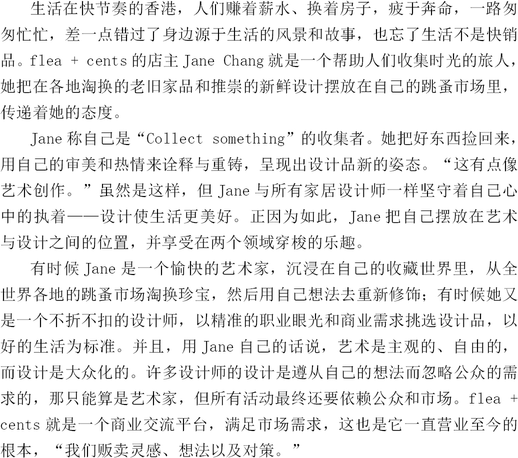 生活在快节奏的香港，人们赚着薪水、换着房子，疲于奔命，一路匆
匆忙忙，差一点错过了身边源于生活的风景和故事，也忘了生活不是快销
品。flea + cents的店主Jane Chang就是一个帮助人们收集时光的旅人，
她把在各地淘换的老旧家品和推崇的新鲜设计摆放在自己的跳蚤市场里，
传递着她的态度。
Jane称自己是“Collect something”的收集者。她把好东西捡回来，
用自己的审美和热情来诠释与重铸，呈现出设计品新的姿态。“这有点像
艺术创作。”虽然是这样，但Jane与所有家居设计师一样坚守着自己心
中的执着——设计使生活更美好。正因为如此，Jane把自己摆放在艺术
与设计之间的位置，并享受在两个领域穿梭的乐趣。
有时候Jane是一个愉快的艺术家，沉浸在自己的收藏世界里，从全
世界各地的跳蚤市场淘换珍宝，然后用自己想法去重新修饰；有时候她又
是一个不折不扣的设计师，以精准的职业眼光和商业需求挑选设计品，以
好的生活为标准。并且，用Jane自己的话说，艺术是主观的、自由的，
而设计是大众化的。许多设计师的设计是遵从自己的想法而忽略公众的需
求的，那只能算是艺术家，但所有活动最终还要依赖公众和市场。flea +
cents就是一个商业交流平台，满足市场需求，这也是它一直营业至今的
根本，“我们贩卖灵感、想法以及对策。”